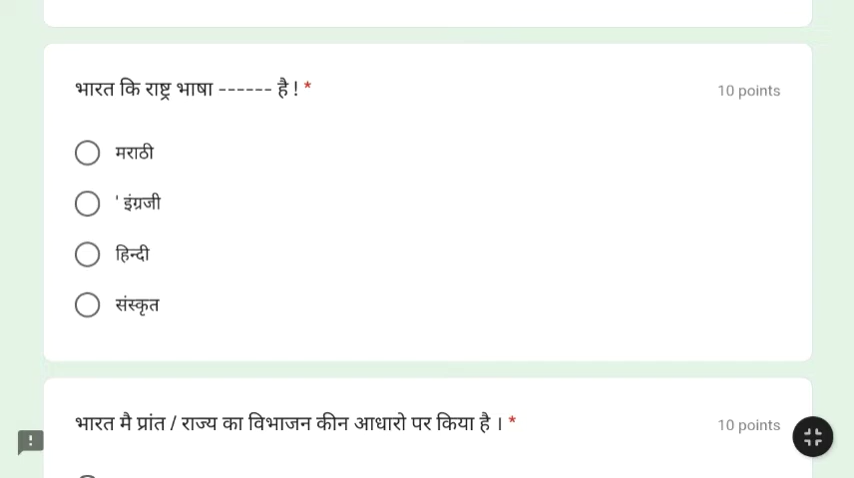 भारत कि राष्ट्र भाषा ------ है ! *
10 points
मराठी
' इंग्रजी
हिन्दी
संस्कृत
भारत मै प्रांत / राज्य का विभाजन कीन आधारो पर किया है । *
10 points